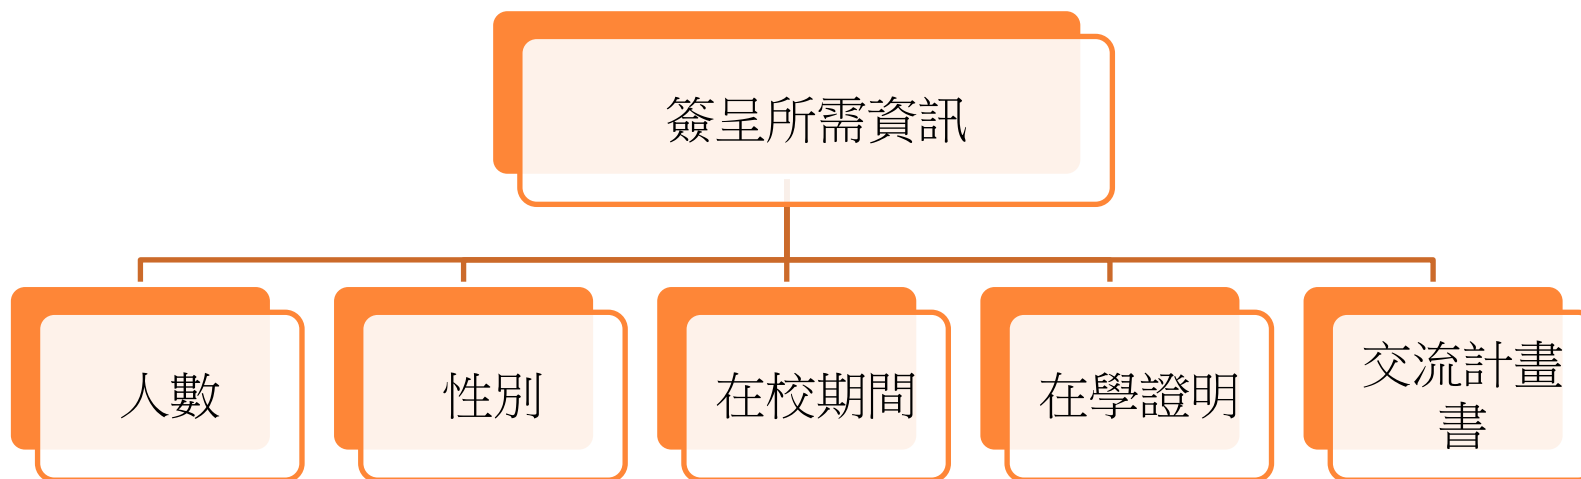 簽呈所需資訊
人數
性別
在校期間
在學證明
交流計畫
書